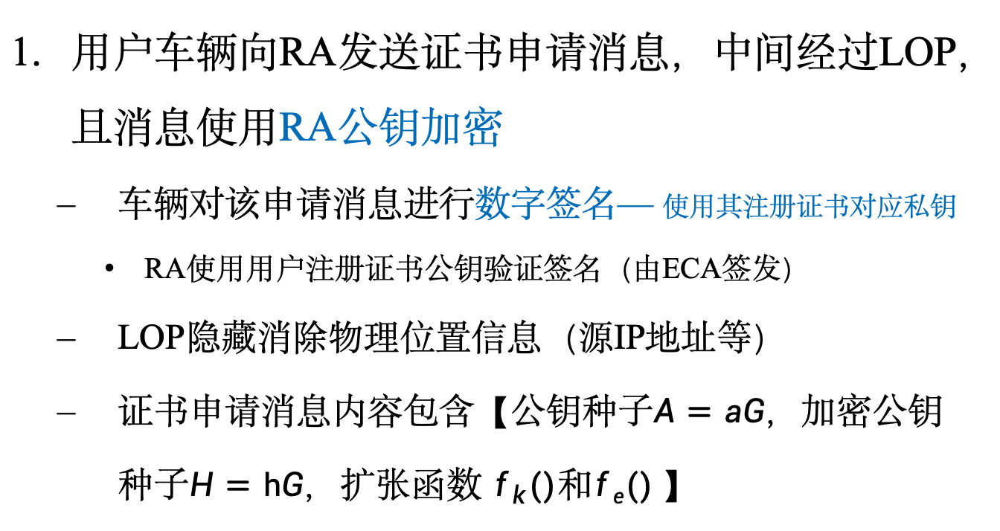 1. 用户车辆向RA发送证书申请消息，中间经过LOP，
且消息使用RA公钥加密
– 车辆对该申请消息进行数字签名— 使用其注册证书对应私钥
• RA使用用户注册证书公钥验证签名（由ECA签发）
– LOP隐藏消除物理位置信息（源IP地址等）
– 证书申请消息内容包含【公钥种子A = aG，加密公钥
种子H = hG，扩张函数 fk()和fe() 】